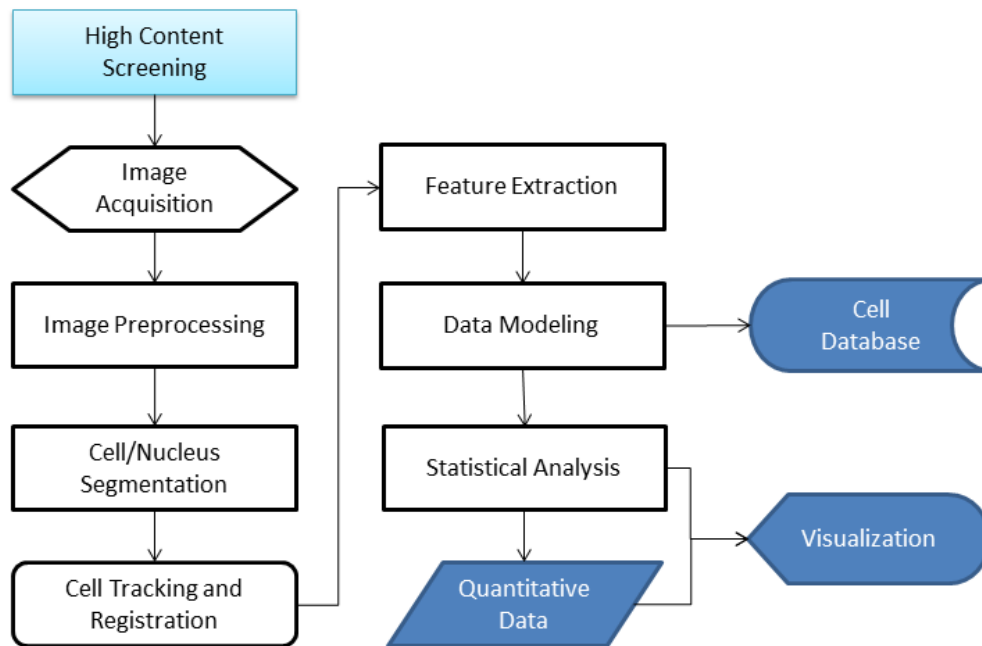 High Content
Screening
Image
Acquisition
Image Preprocessing
Cell/Nucleus
Segmentation
Cell Tracking and
Registration
Feature Extraction
Data Modeling
Statistical Analysis
Quantitative
Data
Cell
Database
Visualization